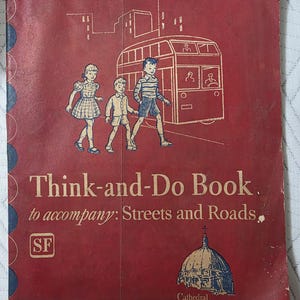 Think-and-Do Book
to accompany: Streets and Roads
SF
Cathedral